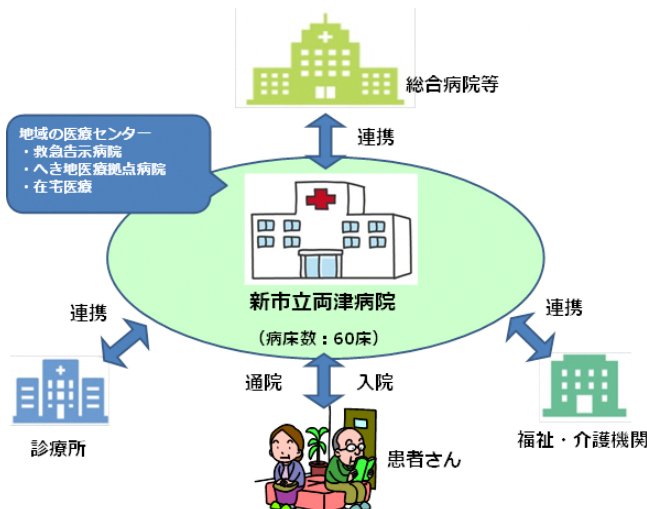 総合病院等
連携
地域の医療センター
・救急告示病院
・へき地医療拠点病院
・在宅医療
新市立両津病院
（病床数：60床）
連携
連携
診療所
通院
入院
福祉・介護機関
患者さん